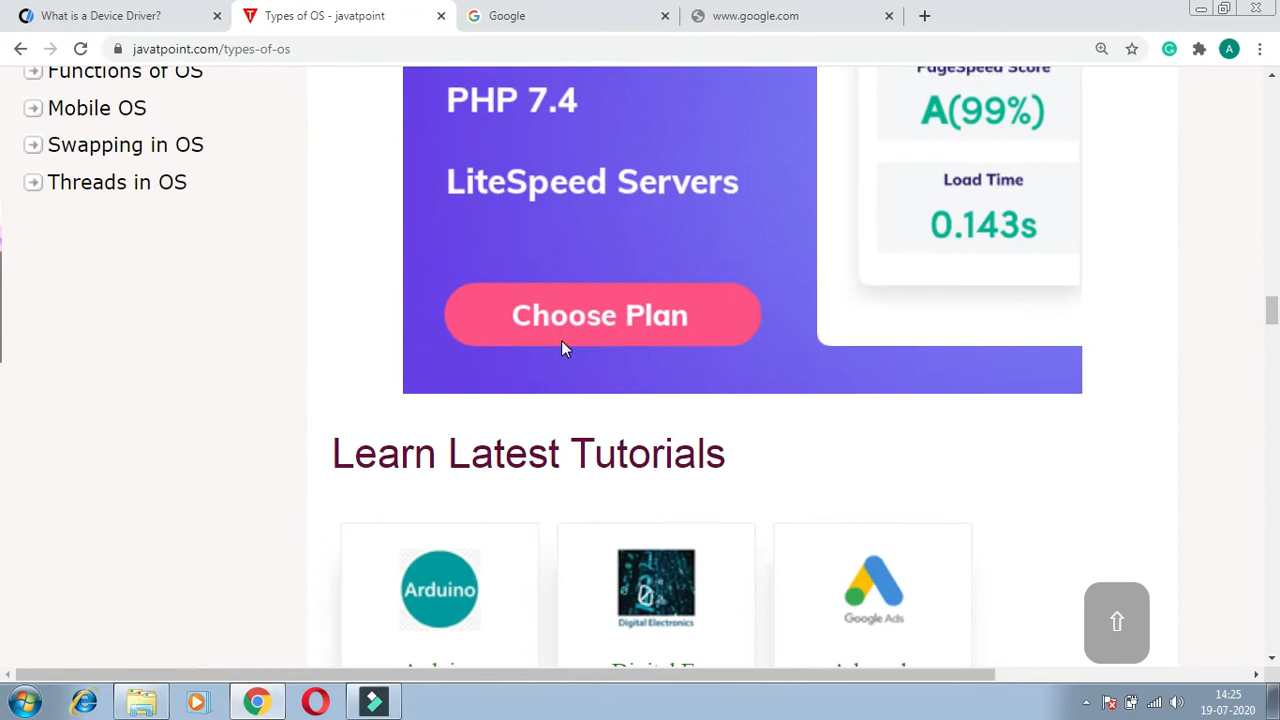 What is a Device Driver?
Types of OS - javatpoint
Google
www.google.com
javatpoint.com/types-of-os
A
Functions of OS
Mobile OS
Swapping in OS
Threads in OS
PHP 7.4
LiteSpeed Servers
Choose Plan
PageSpeed Score
A(99%)
Load Time
0.143s
Learn Latest Tutorials
Arduino
Digital Electronics
Google Ads
14:25
19-07-2020